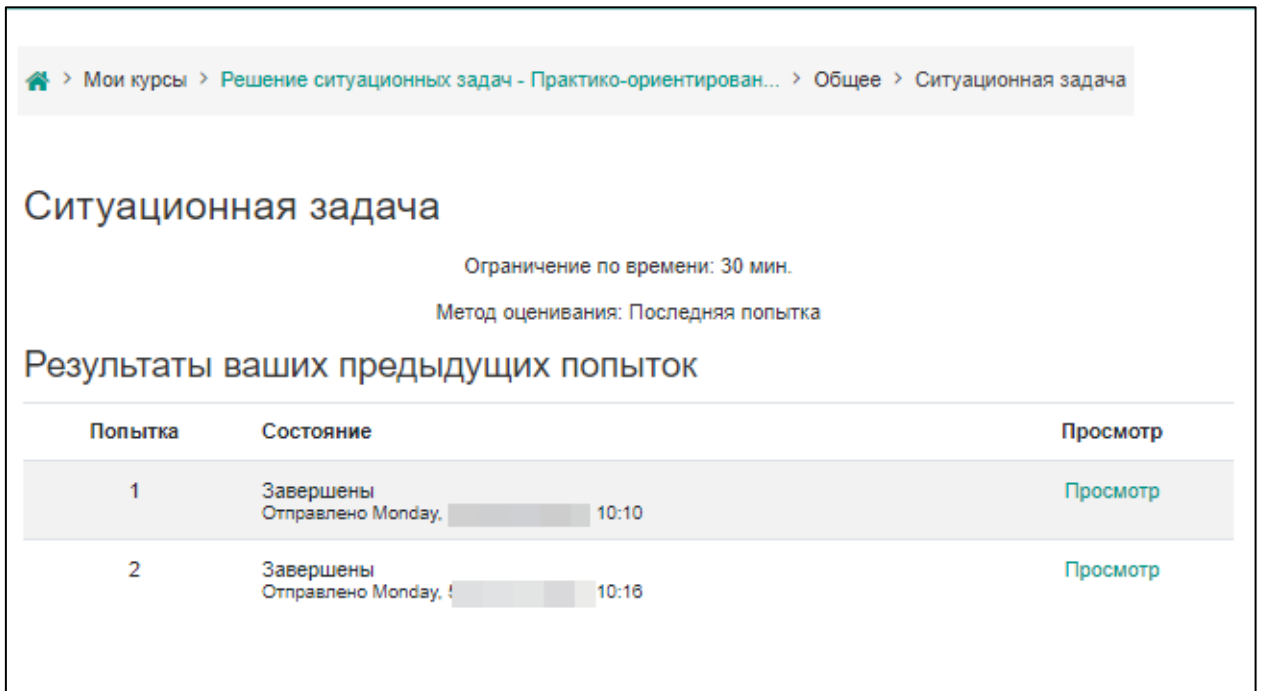 Мои курсы > Решение ситуационных задач - Практико-ориентирован... > Общее > Ситуационная задача
Ситуационная задача
Ограничение по времени: 30 мин.
Метод оценивания: Последняя попытка
Результаты ваших предыдущих попыток
Попытка Состояние Просмотр
1 Завершены Просмотр
Отправлено Monday, 10:10
2 Завершены Просмотр
Отправлено Monday, 10:16